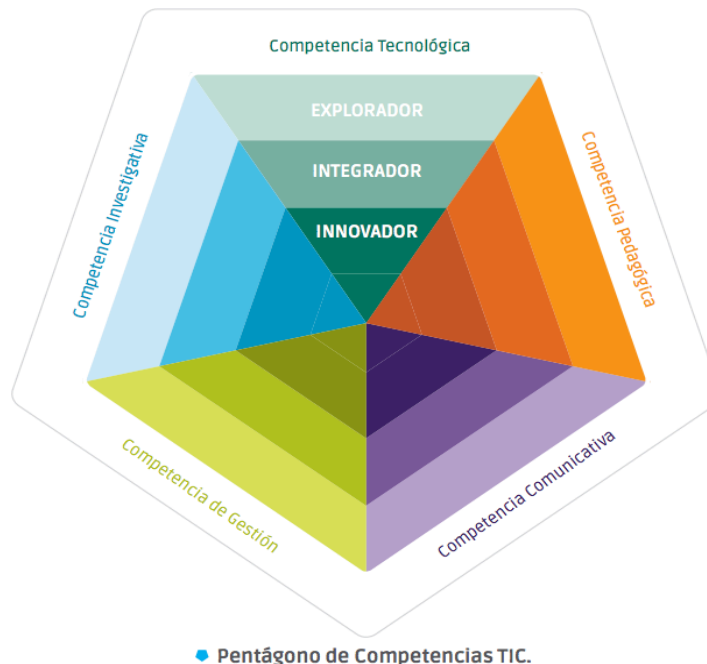 Competencia Tecnológica
EXPLORADOR
INTEGRADOR
INNOVADOR
Competencia Investigativa
Competencia Pedagógica
Competencia de Gestión
Competencia Comunicativa
Pentágono de Competencias TIC.